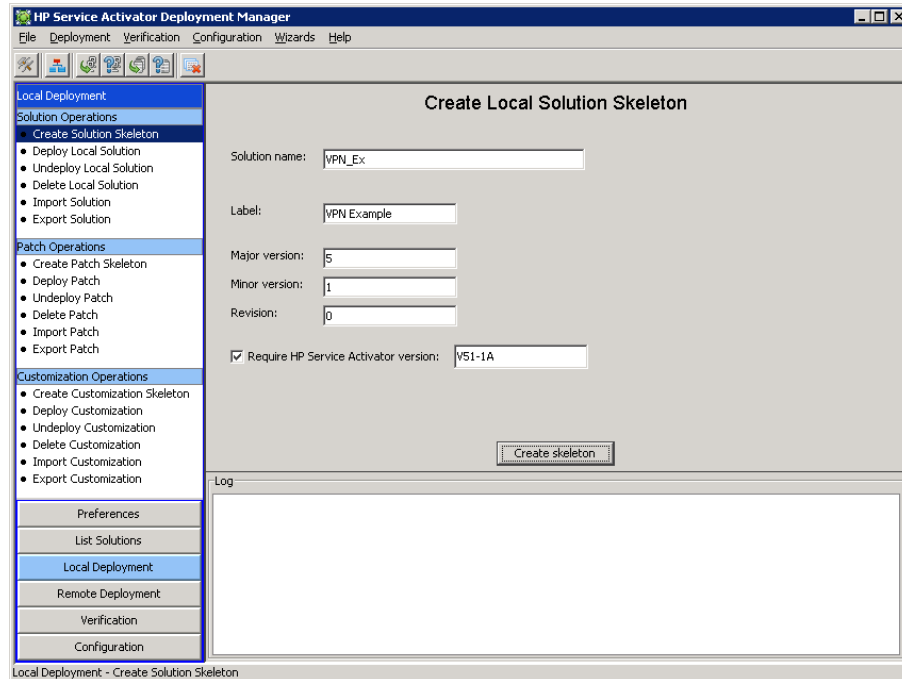 HP Service Activator Deployment Manager
File Deployment Verification Configuration Wizards Help
Local Deployment
Solution Operations
Create Solution Skeleton
Deploy Local Solution
Undeploy Local Solution
Delete Local Solution
Import Solution
Export Solution
Patch Operations
Create Patch Skeleton
Deploy Patch
Undeploy Patch
Delete Patch
Import Patch
Export Patch
Customization Operations
Create Customization Skeleton
Deploy Customization
Undeploy Customization
Delete Customization
Import Customization
Export Customization
Preferences
List Solutions
Local Deployment
Remote Deployment
Verification
Configuration
Create Local Solution Skeleton
Solution name: VPN_Ex
Label: VPN Example
Major version: 5
Minor version: 1
Revision: 0
Require HP Service Activator version: V51-1A
Create skeleton
Log
Local Deployment - Create Solution Skeleton